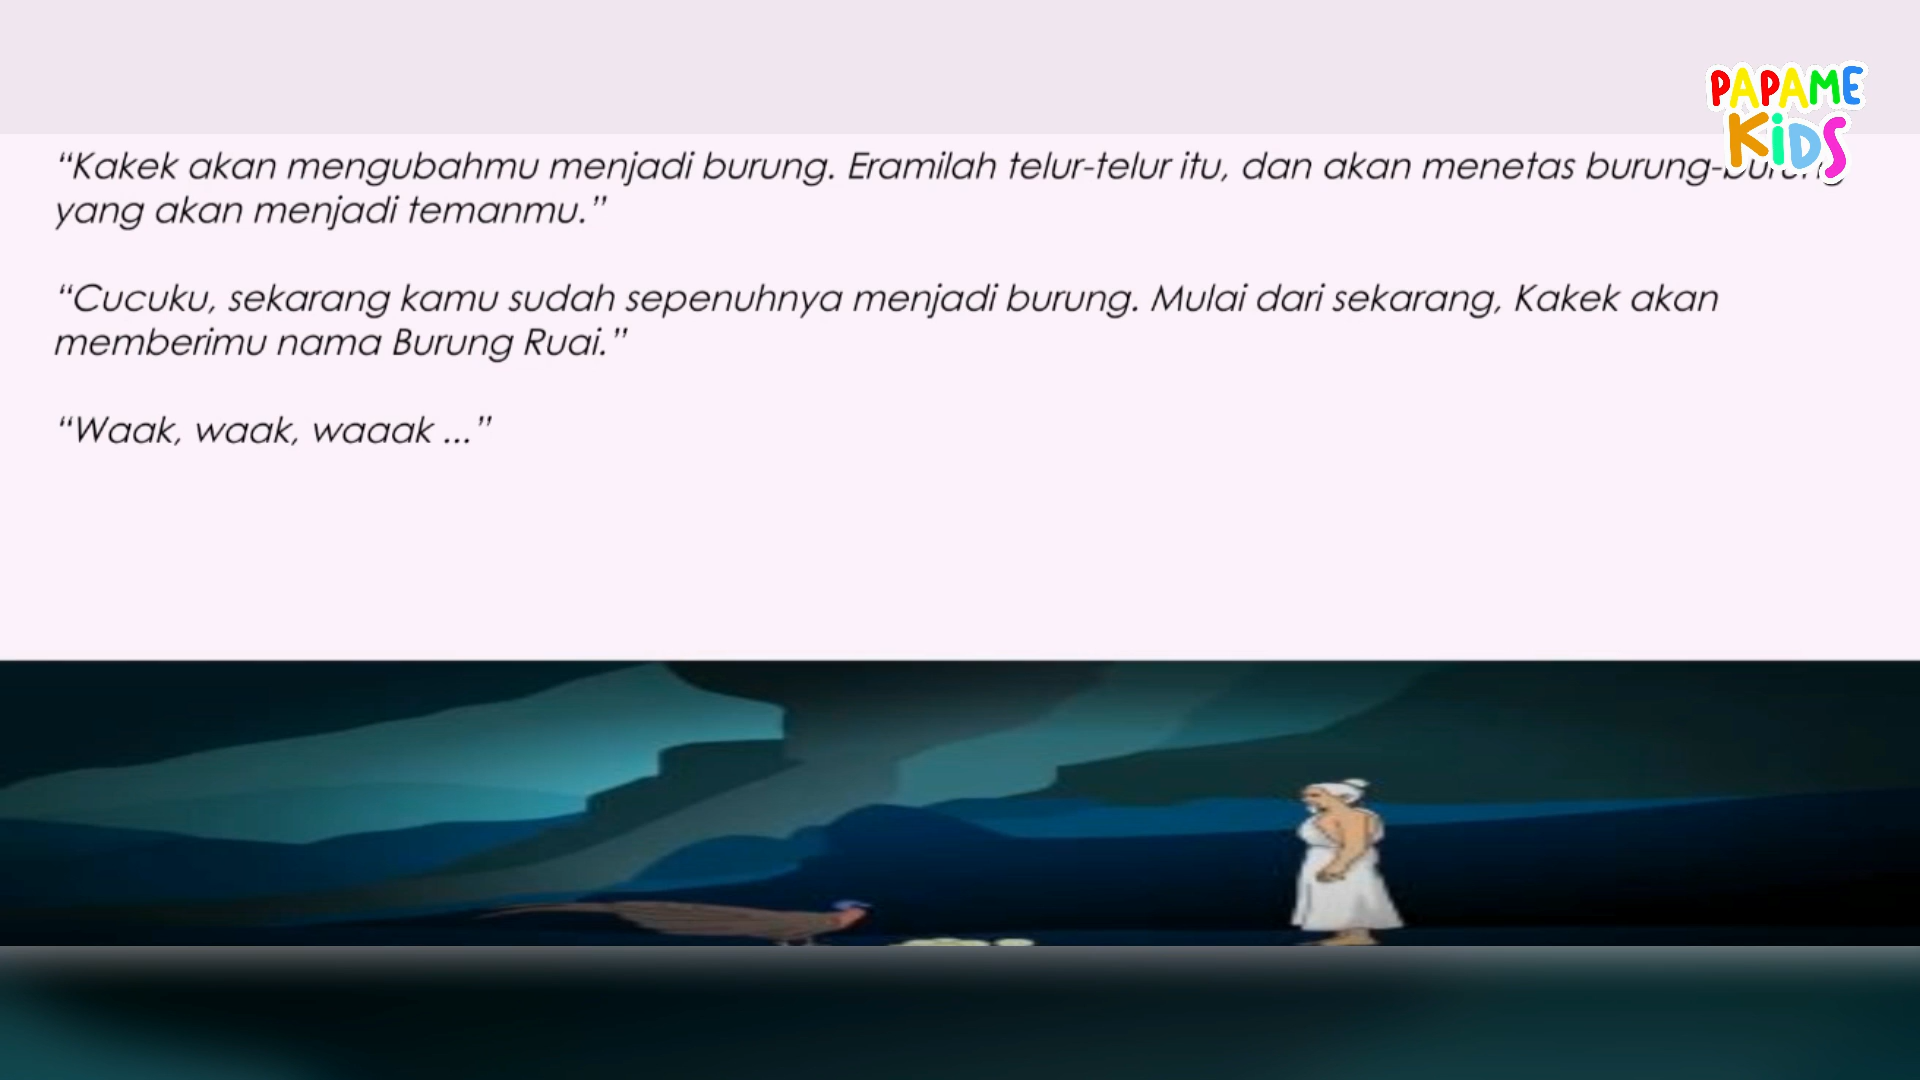 PAPAME
KiDS
“Kakek akan mengubahmu menjadi burung. Eramilah telur-telur itu, dan akan menetas burung-burung
yang akan menjadi temanmu.”
“Cucuku, sekarang kamu sudah sepenuhnya menjadi burung. Mulai dari sekarang, Kakek akan
memberimu nama Burung Ruai.”
“Waak, waak, waaak ...”